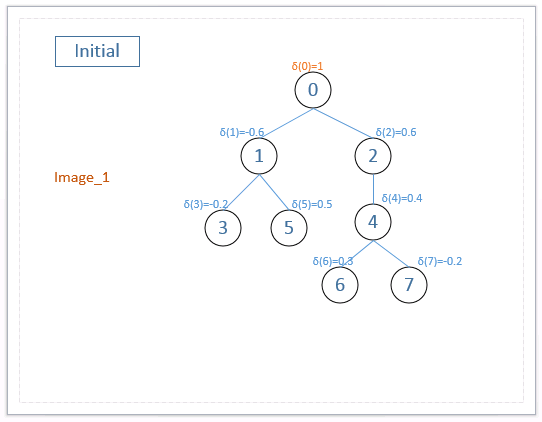 Initial
δ(0)=1
0
δ(1)=-0.6
δ(2)=0.6
1
2
Image_1
δ(3)=-0.2
δ(5)=0.5
δ(4)=0.4
3
5
4
δ(6)=0.3
δ(7)=-0.2
6
7